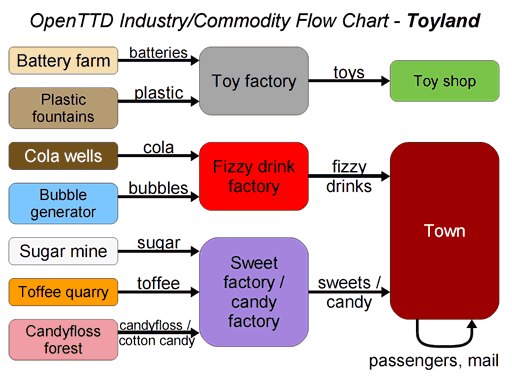 OpenTTD Industry/Commodity Flow Chart - Toyland
Battery farm
batteries
Toy factory
toys
Toy shop
Plastic
fountains
plastic
Cola wells
cola
Fizzy drink
factory
fizzy
drinks
Town
Bubble
generator
bubbles
Sugar mine
sugar
Sweet
factory /
candy
factory
sweets /
candy
Toffee quarry
toffee
Candyfloss
forest
candyfloss /
cotton candy
passengers, mail